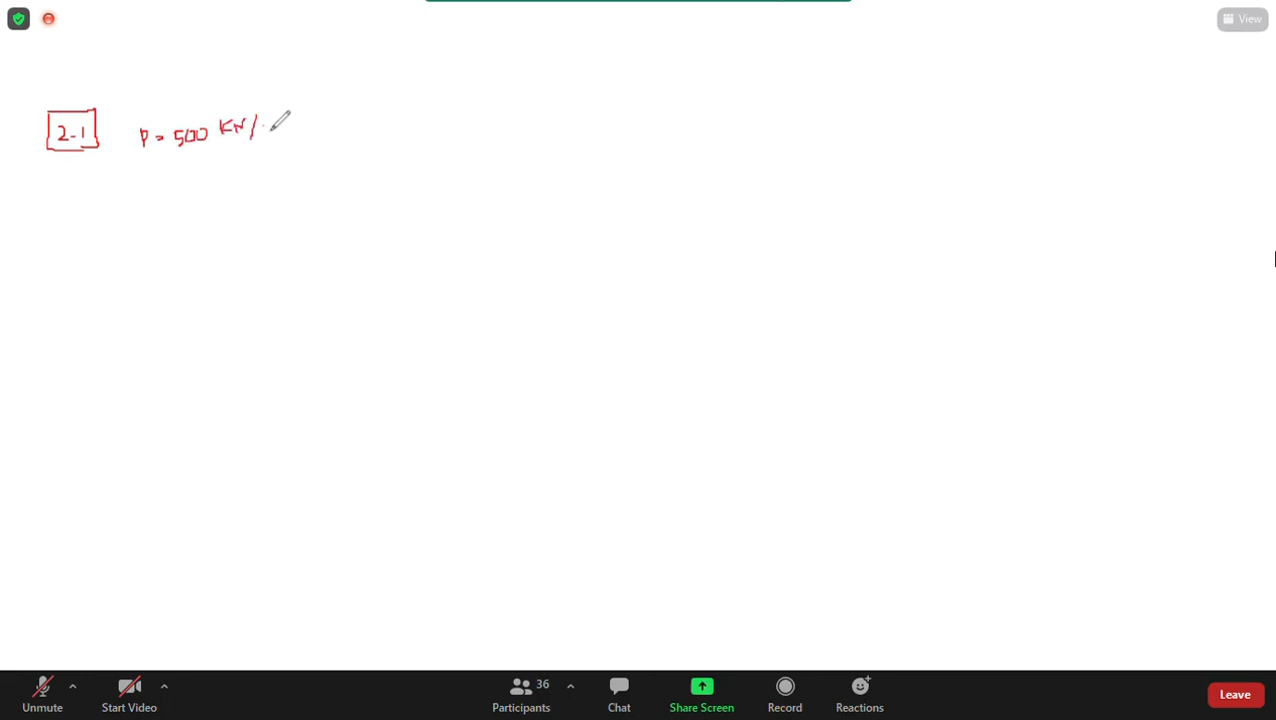 View
2-1 P = 500 KN/
Unmute Start Video Participants 36 Chat Share Screen Record Reactions Leave